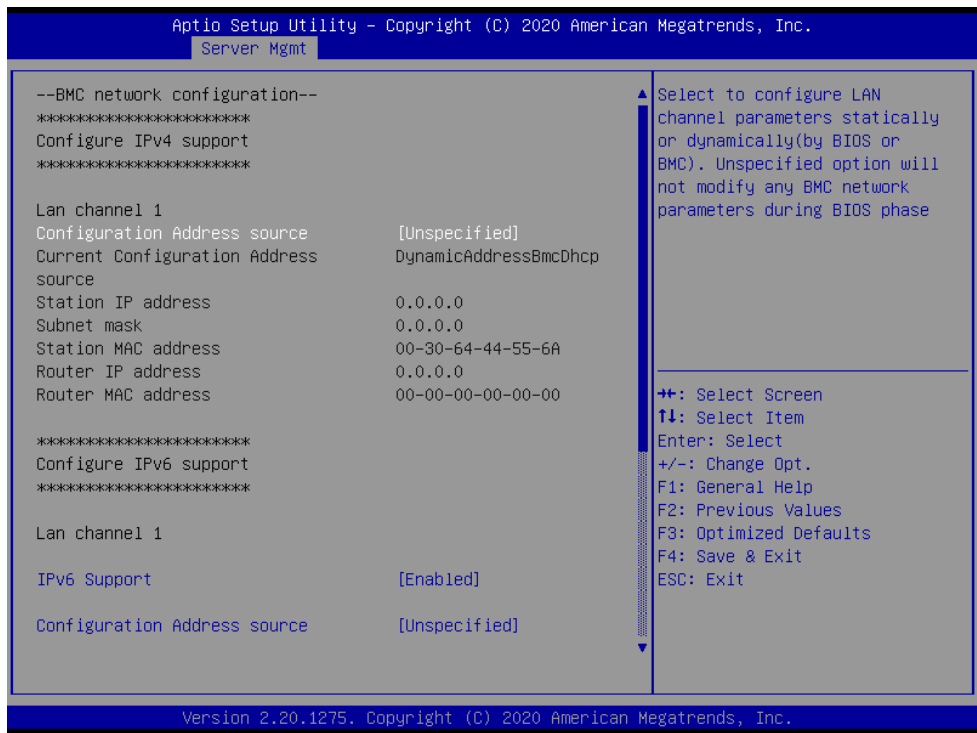 Aptio Setup Utility – Copyright (C) 2020 American Megatrends, Inc.
Server Mgmt
--BMC network configuration--
***********************
Configure IPv4 support
***********************
Lan channel 1
Configuration Address source [Unspecified]
Current Configuration Address DynamicAddressBmcDhcp
source
Station IP address 0.0.0.0
Subnet mask 0.0.0.0
Station MAC address 00-30-64-44-55-6A
Router IP address 0.0.0.0
Router MAC address 00-00-00-00-00-00
***********************
Configure IPv6 support
***********************
Lan channel 1
IPv6 Support [Enabled]
Configuration Address source [Unspecified]
Select to configure LAN
channel parameters statically
or dynamically(by BIOS or
BMC). Unspecified option will
not modify any BMC network
parameters during BIOS phase
→←: Select Screen
↑↓: Select Item
Enter: Select
+/-: Change Opt.
F1: General Help
F2: Previous Values
F3: Optimized Defaults
F4: Save & Exit
ESC: Exit
Version 2.20.1275. Copyright (C) 2020 American Megatrends, Inc.